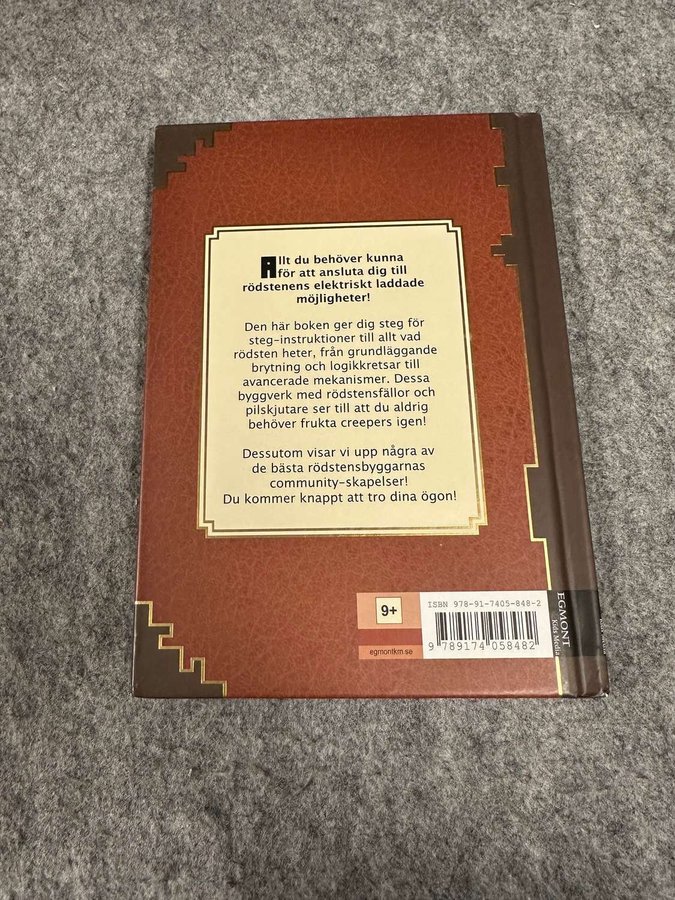 Allt du behöver kunna
för att ansluta dig till
rödstenens elektriskt laddade
möjligheter!
Den här boken ger dig steg för
steg-instruktioner till allt vad
rödsten heter, från grundläggande
brytning och logikkretsar till
avancerade mekanismer. Dessa
byggverk med rödstensfällor och
pilskjutare ser till att du aldrig
behöver frukta creepers igen!
Dessutom visar vi upp några av
de bästa rödstensbyggarnas
community-skapelser!
Du kommer knappt att tro dina ögon!
9+
egmontkm.se
ISBN 978-91-7405-848-2
9 789174 058482
EGMONT
Kids Media